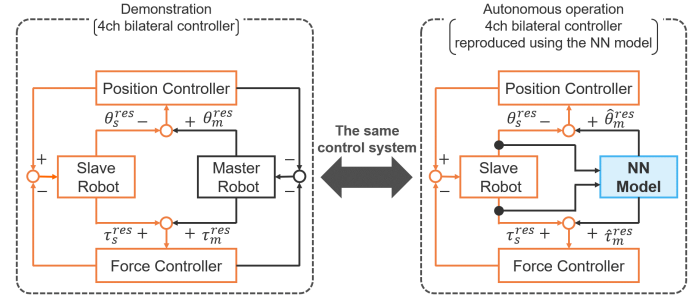 Demonstration
4ch bilateral controller
Position Controller
θ_s^res − + θ_m^res
+
−
Slave
Robot
Master
Robot
−
−
τ_s^res + + τ_m^res
Force Controller
The same
control system
Autonomous operation
4ch bilateral controller
reproduced using the NN model
Position Controller
θ_s^res − + θ̂_m^res
+
−
Slave
Robot
NN
Model
τ_s^res + + τ̂_m^res
Force Controller